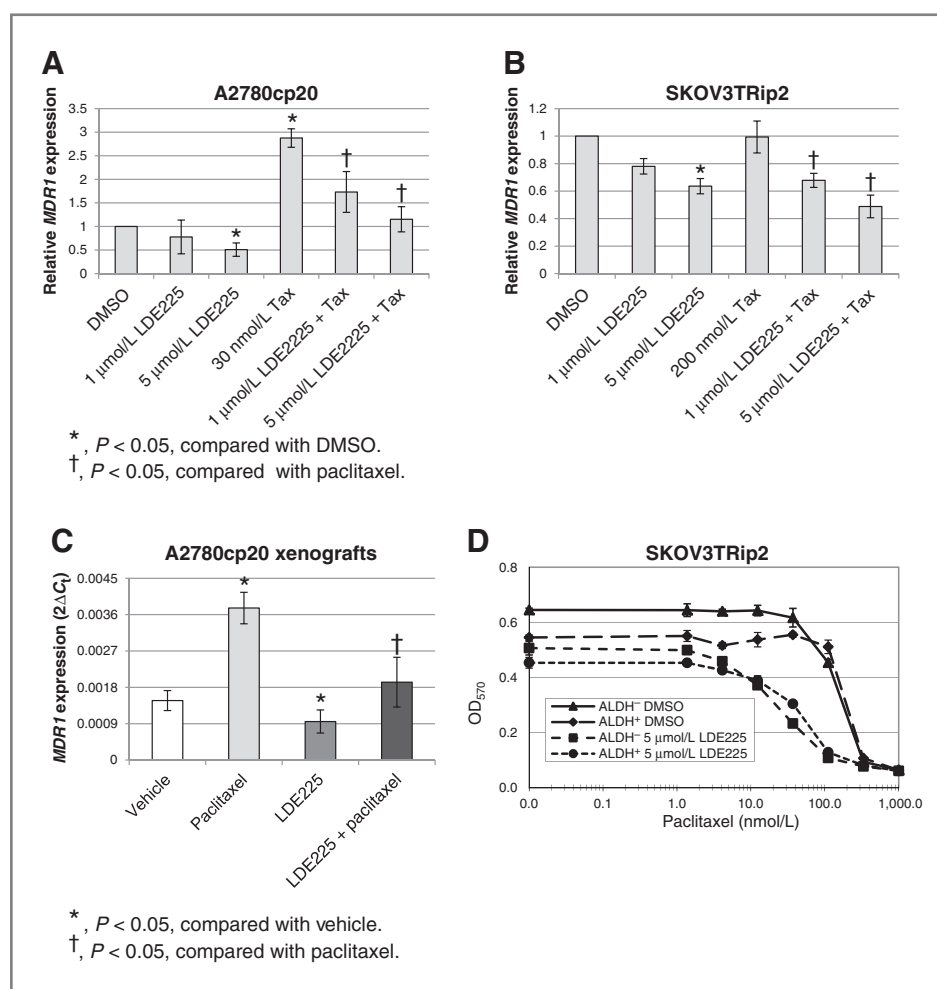 A
A2780cp20
Relative MDR1 expression
3.5
3
2.5
2
1.5
1
0.5
0
*
*
†
†
DMSO
1 μmol/L LDE225
5 μmol/L LDE225
30 nmol/L Tax
1 μmol/L LDE2225 + Tax
5 μmol/L LDE2225 + Tax
*, P < 0.05, compared with DMSO.
†, P < 0.05, compared with paclitaxel.
B
SKOV3TRip2
Relative MDR1 expression
1.2
1
0.8
0.6
0.4
0.2
0
*
†
†
DMSO
1 μmol/L LDE225
5 μmol/L LDE225
200 nmol/L Tax
1 μmol/L LDE225 + Tax
5 μmol/L LDE225 + Tax
C
A2780cp20 xenografts
MDR1 expression (2ΔCt)
0.0045
0.0036
0.0027
0.0018
0.0009
0
*
*
†
Vehicle
Paclitaxel
LDE225
LDE225 + paclitaxel
*, P < 0.05, compared with vehicle.
†, P < 0.05, compared with paclitaxel.
D
SKOV3TRip2
OD570
0.8
0.6
0.4
0.2
0.0
ALDH– DMSO
ALDH+ DMSO
ALDH– 5 μmol/L LDE225
ALDH+ 5 μmol/L LDE225
0.0 0.1 1.0 10.0 100.0 1,000.0
Paclitaxel (nmol/L)